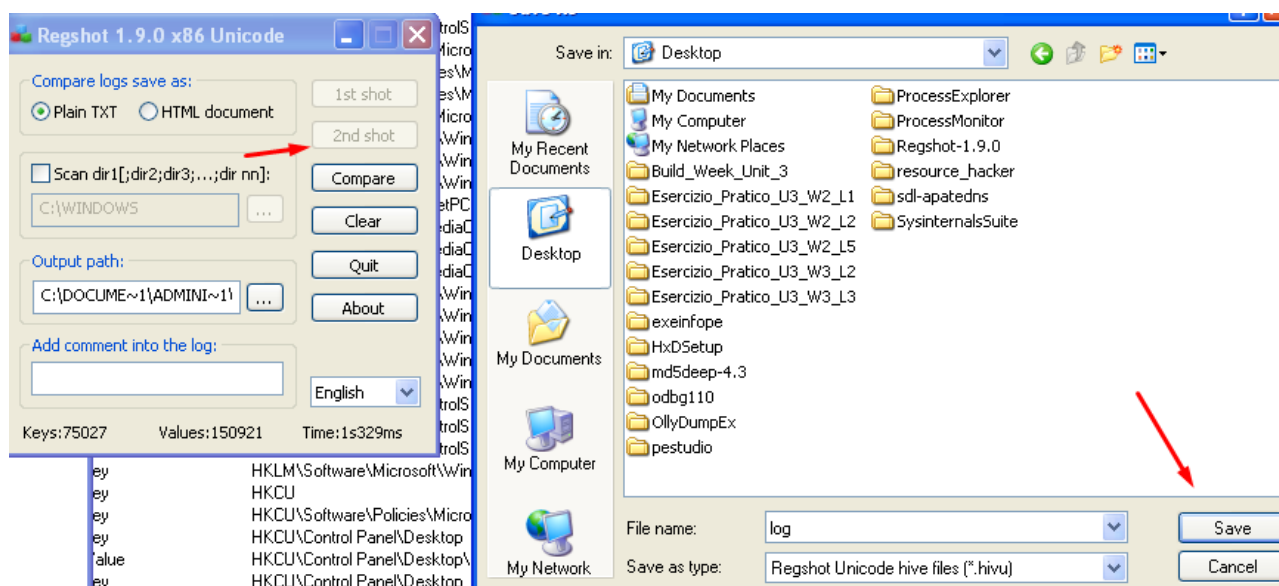 Regshot 1.9.0 x86 Unicode
Compare logs save as:
Plain TXT
HTML document
1st shot
2nd shot
Scan dir1[;dir2;dir3;...;dir nn]:
C:\WINDOWS
...
Compare
Clear
Output path:
C:\DOCUME~1\ADMINI~1\
...
Quit
About
Add comment into the log:
English
Keys:75027
Values:150921
Time:1s329ms
ey HKLM\Software\Microsoft\Win
ey HKCU
ey HKCU\Software\Policies\Micro
ey HKCU\Control Panel\Desktop
alue HKCU\Control Panel\Desktop\
ey HKCU\Control Panel\Desktop
Save in:
Desktop
My Recent
Documents
Desktop
My Documents
My Computer
My Network
My Documents
My Computer
My Network Places
Build_Week_Unit_3
Esercizio_Pratico_U3_W2_L1
Esercizio_Pratico_U3_W2_L2
Esercizio_Pratico_U3_W2_L5
Esercizio_Pratico_U3_W3_L2
Esercizio_Pratico_U3_W3_L3
exeinfope
HxDSetup
md5deep-4.3
odbg110
OllyDumpEx
pestudio
ProcessExplorer
ProcessMonitor
Regshot-1.9.0
resource_hacker
sdl-apatedns
SysinternalsSuite
File name:
log
Save
Save as type:
Regshot Unicode hive files (*.hivu)
Cancel